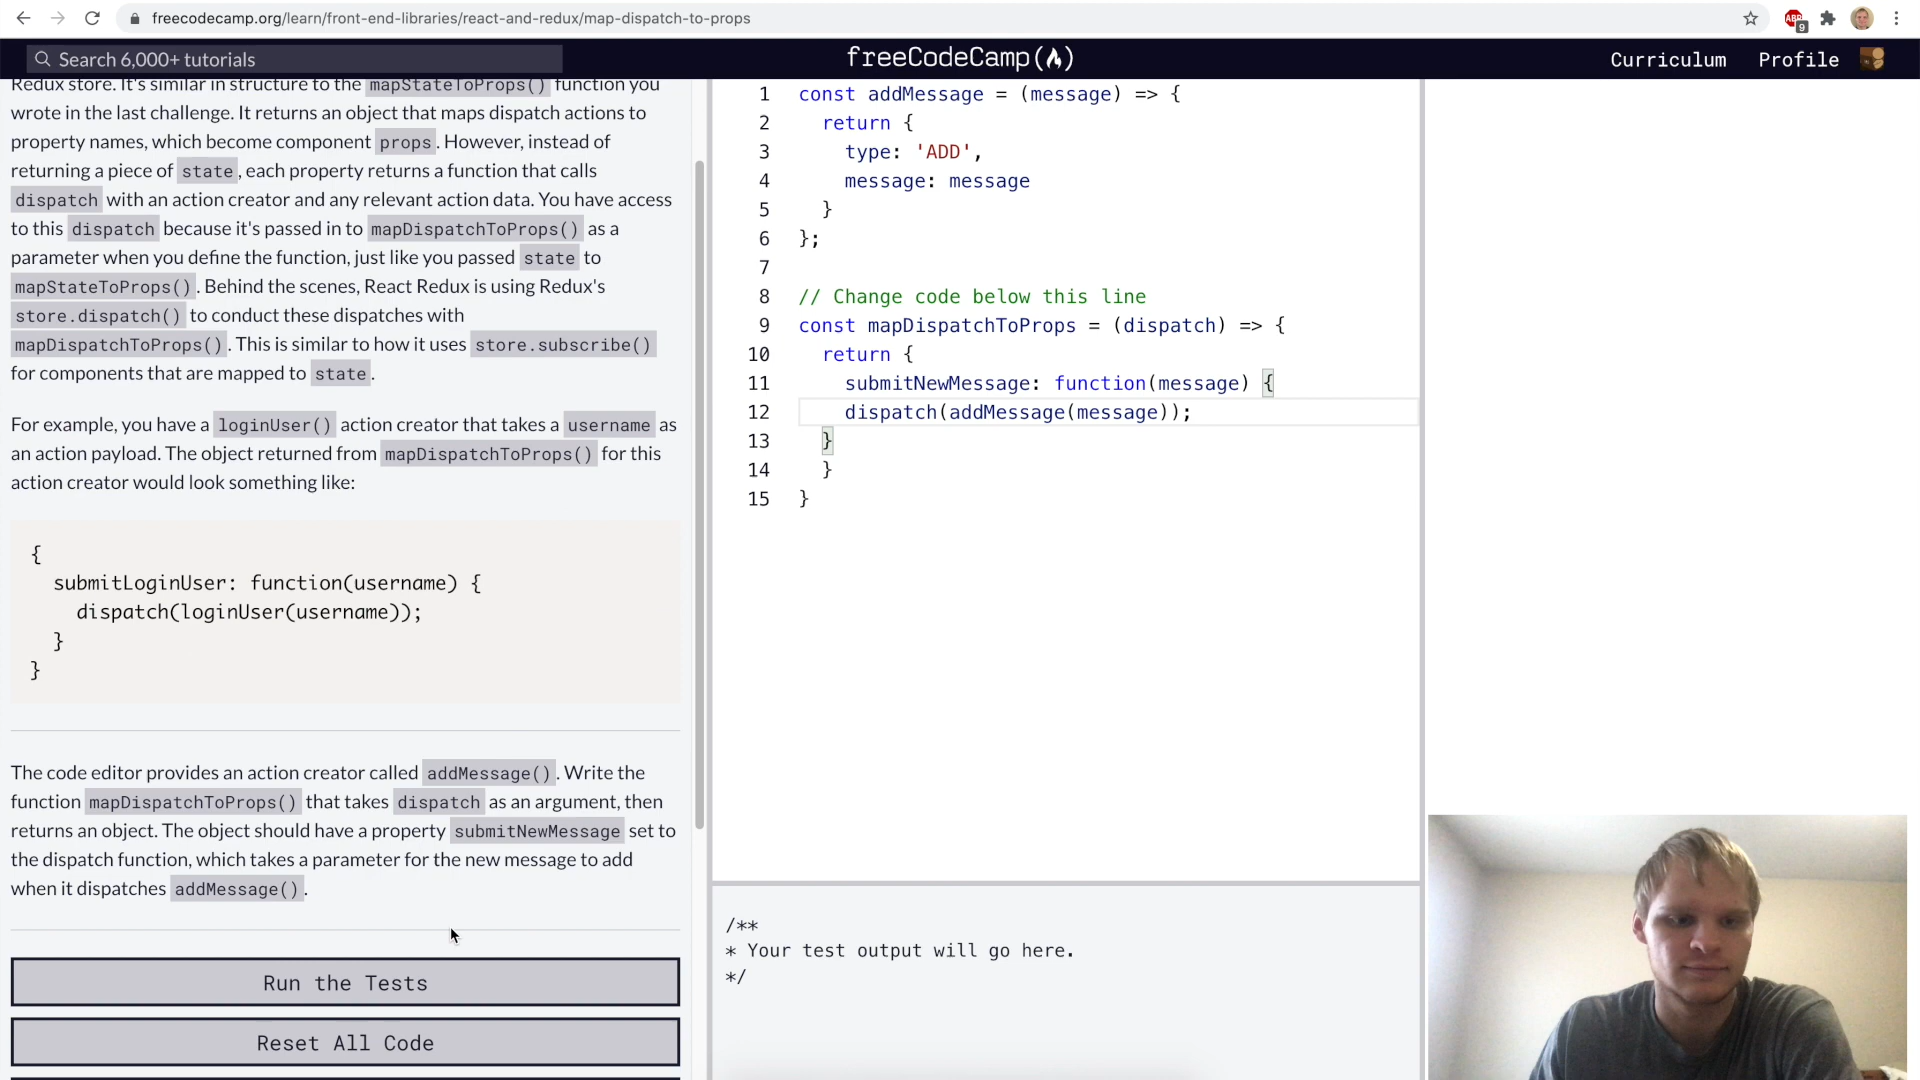 freecodecamp.org/learn/front-end-libraries/react-and-redux/map-dispatch-to-props
ABP
9
Search 6,000+ tutorials
freeCodeCamp
Curriculum
Profile
Redux store. It's similar in structure to the mapStateToProps() function you
wrote in the last challenge. It returns an object that maps dispatch actions to
property names, which become component props. However, instead of
returning a piece of state, each property returns a function that calls
dispatch with an action creator and any relevant action data. You have access
to this dispatch because it's passed in to mapDispatchToProps() as a
parameter when you define the function, just like you passed state to
mapStateToProps(). Behind the scenes, React Redux is using Redux's
store.dispatch() to conduct these dispatches with
mapDispatchToProps(). This is similar to how it uses store.subscribe()
for components that are mapped to state.
For example, you have a loginUser() action creator that takes a username as
an action payload. The object returned from mapDispatchToProps() for this
action creator would look something like:
{
submitLoginUser: function(username) {
dispatch(loginUser(username));
}
}
The code editor provides an action creator called addMessage(). Write the
function mapDispatchToProps() that takes dispatch as an argument, then
returns an object. The object should have a property submitNewMessage set to
the dispatch function, which takes a parameter for the new message to add
when it dispatches addMessage().
Run the Tests
Reset All Code
1 const addMessage = (message) => {
2 return {
3 type: 'ADD',
4 message: message
5 }
6 };
7
8 // Change code below this line
9 const mapDispatchToProps = (dispatch) => {
10 return {
11 submitNewMessage: function(message) {
12 dispatch(addMessage(message));
13 }
14 }
15 }
/**
* Your test output will go here.
*/